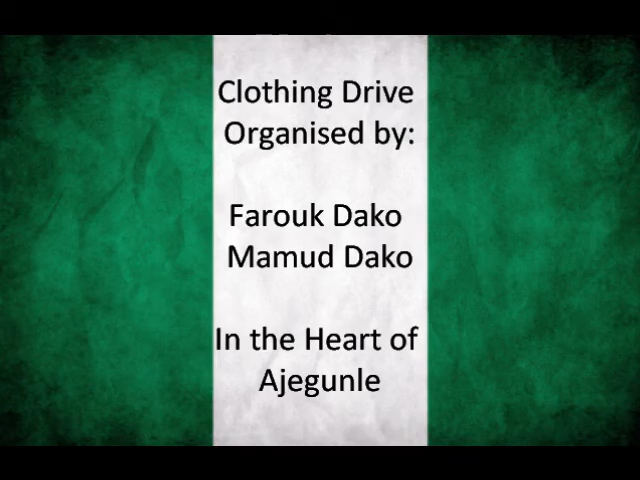 Clothing Drive
Organised by:
Farouk Dako
Mamud Dako
In the Heart of
Ajegunle